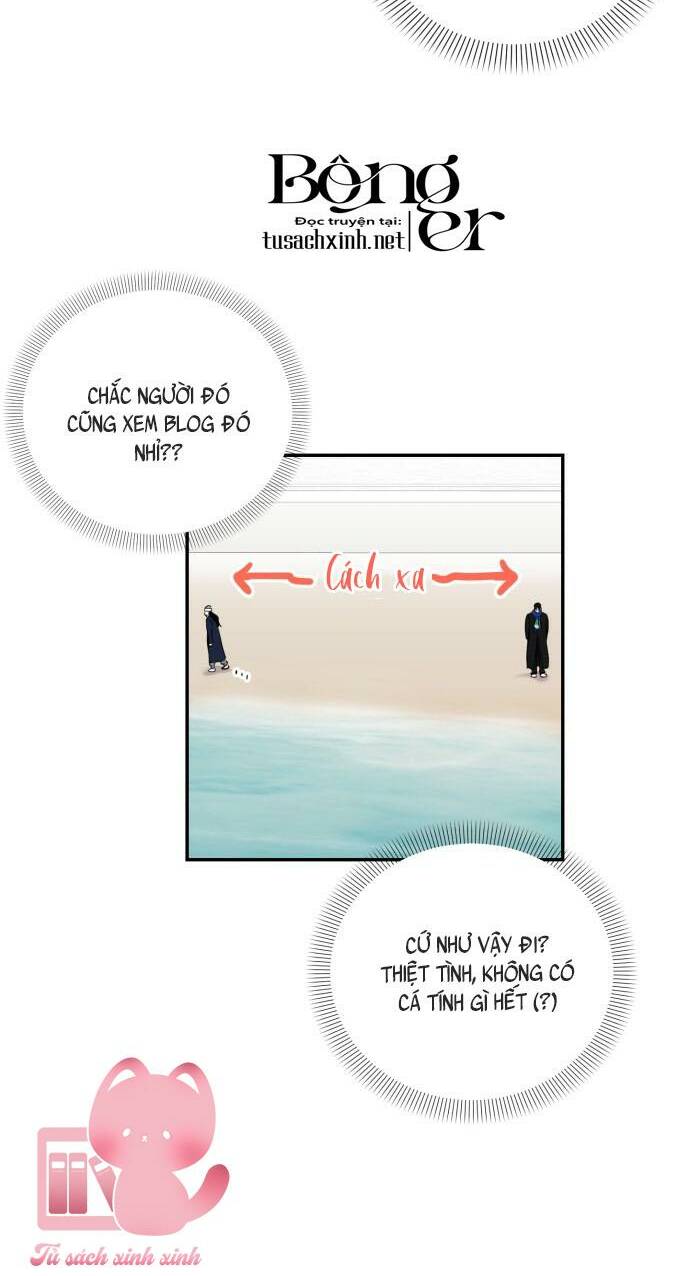 Bông
er
Đọc truyện tại:
tusachxinh.net
CHẮC NGƯỜI ĐÓ
CŨNG XEM BLOG ĐÓ
NHỈ??
Cách xa
CỨ NHƯ VẬY ĐI?
THIỆT TÌNH, KHÔNG CÓ
CÁ TÍNH GÌ HẾT (?)
Tủ sách xinh xinh